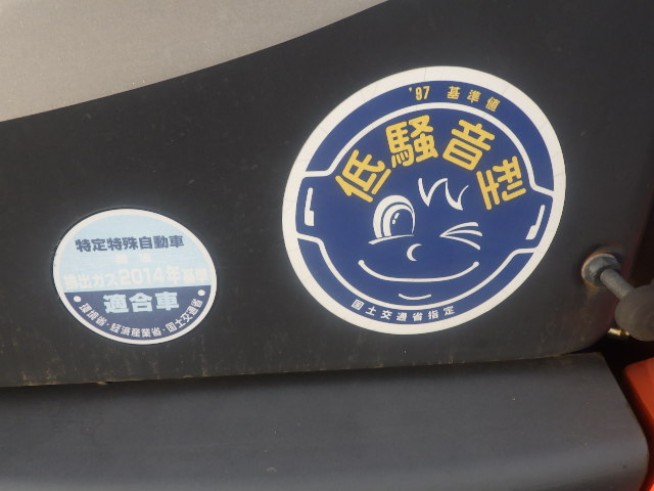 特定特殊自動車
排出ガス2014年基準
適合車
環境省・経済産業省・国土交通省
'97 基準値
低騒音型
国土交通省指定